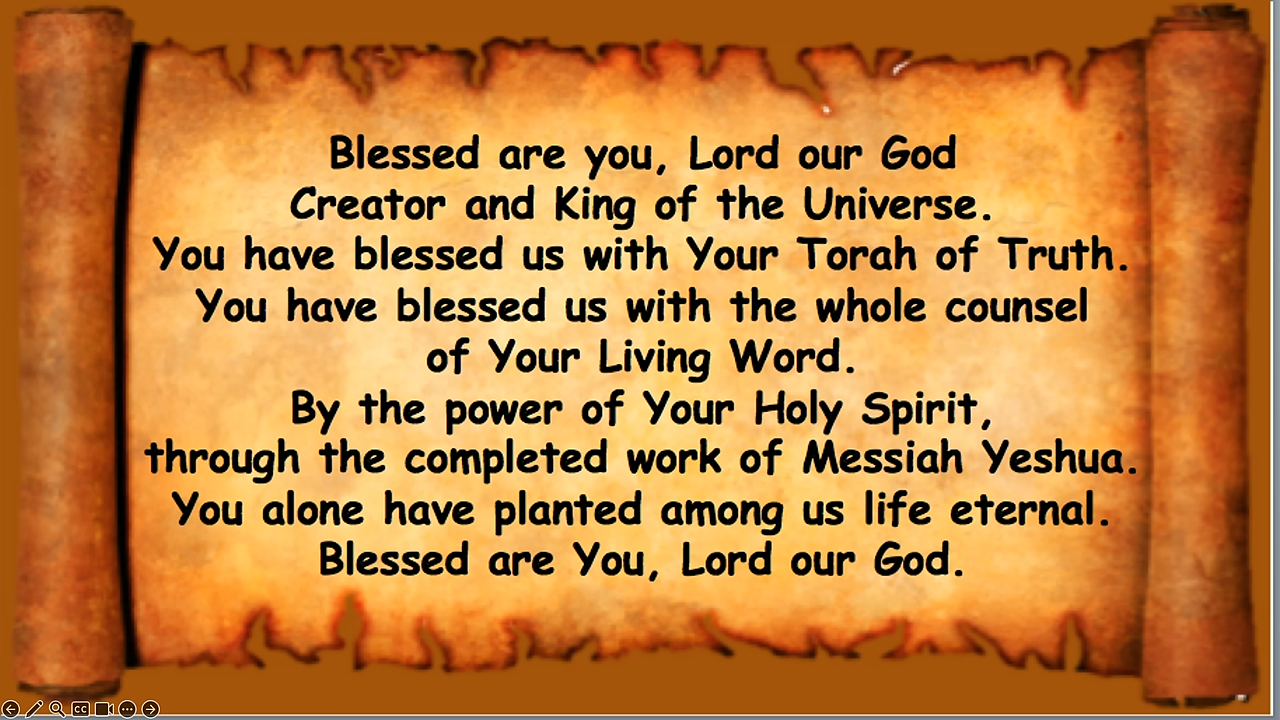 Blessed are you, Lord our God
Creator and King of the Universe.
You have blessed us with Your Torah of Truth.
You have blessed us with the whole counsel
of Your Living Word.
By the power of Your Holy Spirit,
through the completed work of Messiah Yeshua.
You alone have planted among us life eternal.
Blessed are You, Lord our God.
CC